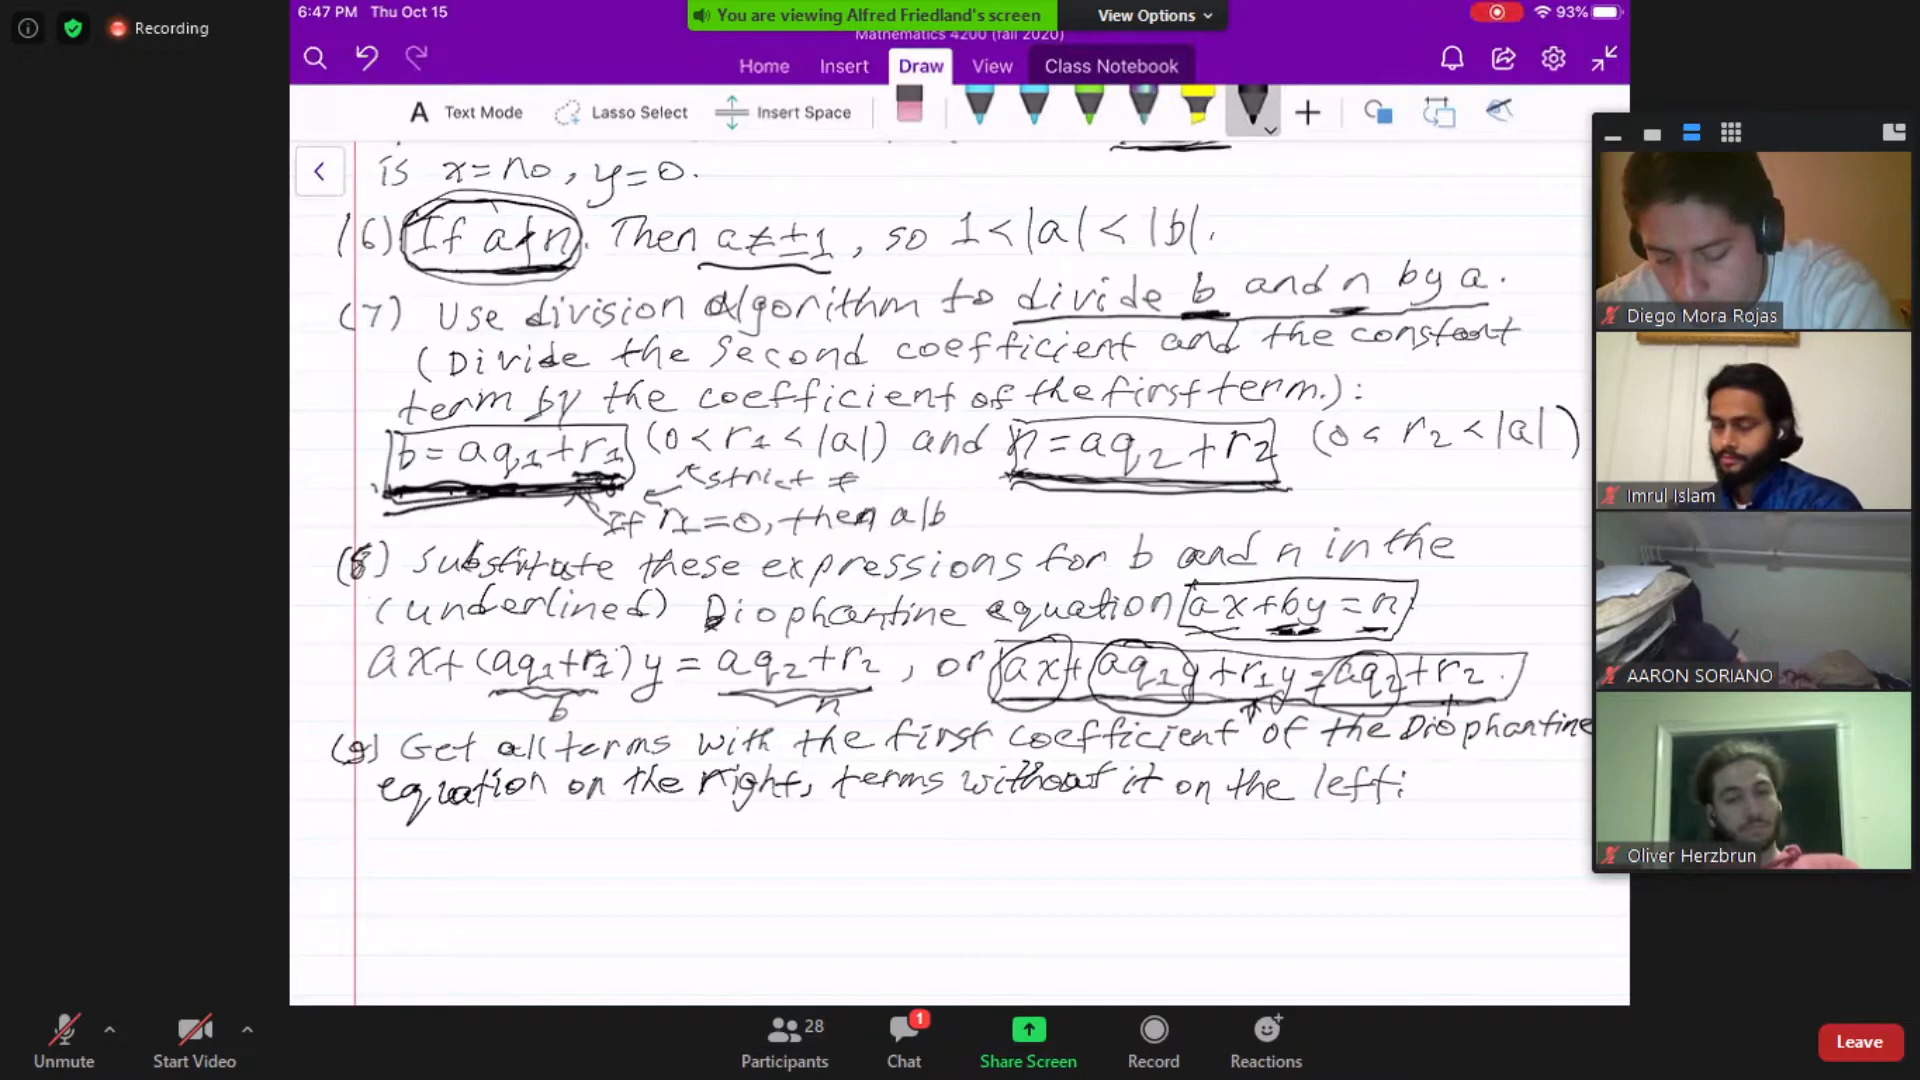 6:47 PM Thu Oct 15
You are viewing Alfred Friedland's screen
View Options
93%
Recording
Mathematics 4200 (fall 2020)
Home Insert Draw View Class Notebook
A Text Mode Lasso Select Insert Space
is x=n0, y=0.
(6) If a∤n. Then a≠±1, so 1<|a|<|b|.
(7) Use division algorithm to divide b and n by a.
(Divide the second coefficient and the constant
term by the coefficient of the first term.):
b=aq1+r1 (0<r1<|a|) and n=aq2+r2 (0< r2<|a|)
strict ≠
If r1=0, then a|b
(8) Substitute these expressions for b and n in the
(underlined) Diophantine equation ax+by=n:
ax+(aq1+r1)y=aq2+r2, or ax+aq1y+r1y=aq2+r2.
b n
(9) Get all terms with the first coefficient of the Diophantine
equation on the right, terms without it on the left:
Diego Mora Rojas
Imrul Islam
AARON SORIANO
Oliver Herzbrun
Unmute
Start Video
28
Participants
1
Chat
Share Screen
Record
Reactions
Leave